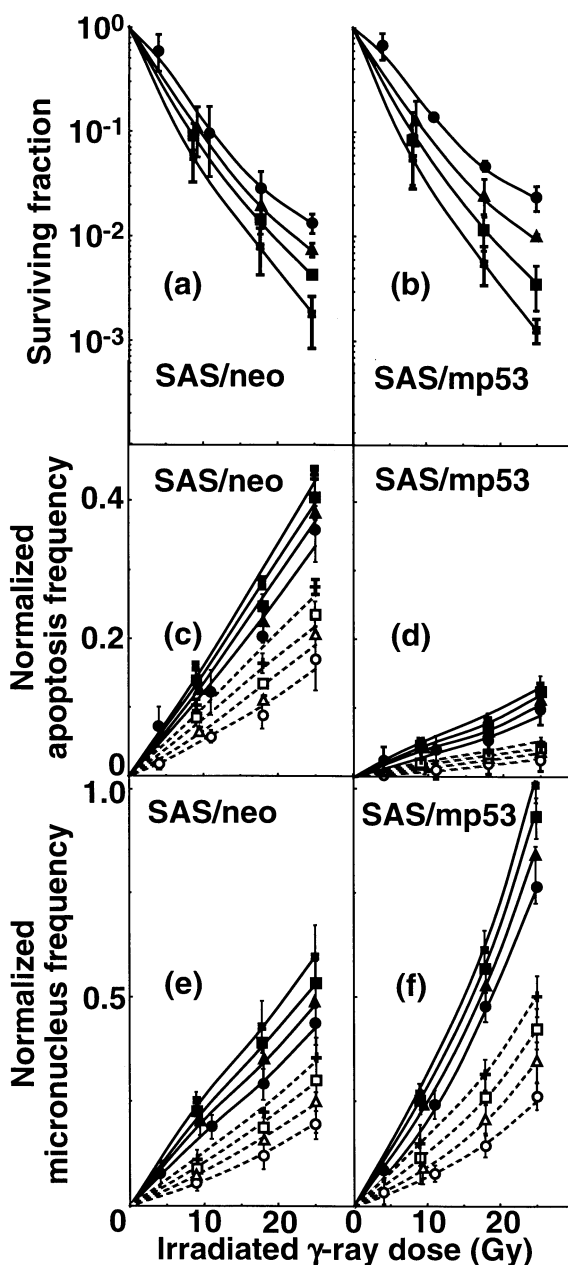 10⁰
10⁻¹
10⁻²
10⁻³
Surviving fraction
(a)
(b)
SAS/neo
SAS/mp53
SAS/neo
SAS/mp53
0.4
0.2
0
Normalized
apoptosis frequency
(c)
(d)
1.0
SAS/neo
SAS/mp53
0.5
Normalized
micronucleus frequency
(e)
(f)
0 10 20 0 10 20
Irradiated γ-ray dose (Gy)